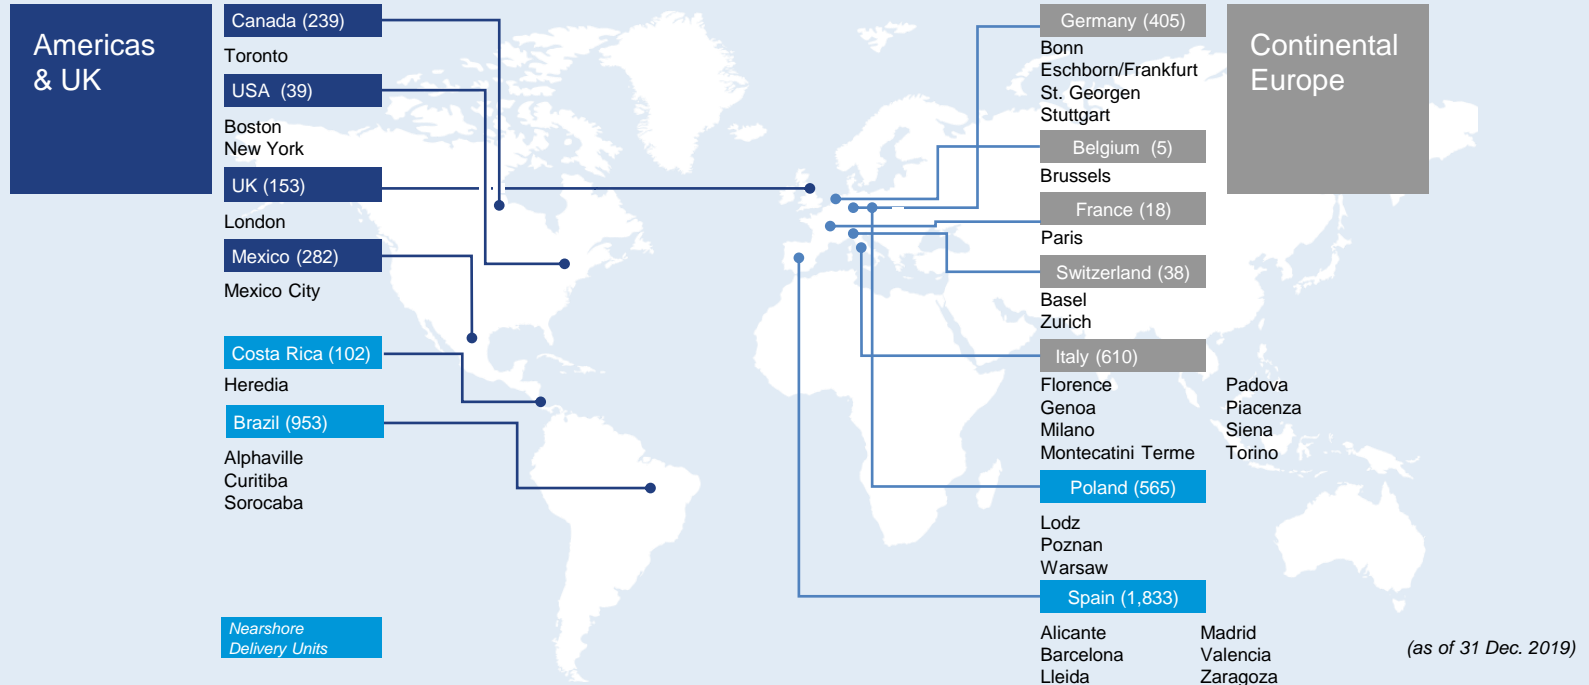 Americas
& UK
Canada (239)
Toronto
USA (39)
Boston
New York
UK (153)
London
Mexico (282)
Mexico City
Costa Rica (102)
Heredia
Brazil (953)
Alphaville
Curitiba
Sorocaba
Nearshore
Delivery Units
Germany (405)
Bonn
Eschborn/Frankfurt
St. Georgen
Stuttgart
Belgium (5)
Brussels
France (18)
Paris
Switzerland (38)
Basel
Zurich
Italy (610)
Florence
Genoa
Milano
Montecatini Terme
Padova
Piacenza
Siena
Torino
Poland (565)
Lodz
Poznan
Warsaw
Spain (1,833)
Alicante
Barcelona
Lleida
Madrid
Valencia
Zaragoza
Continental
Europe
(as of 31 Dec. 2019)